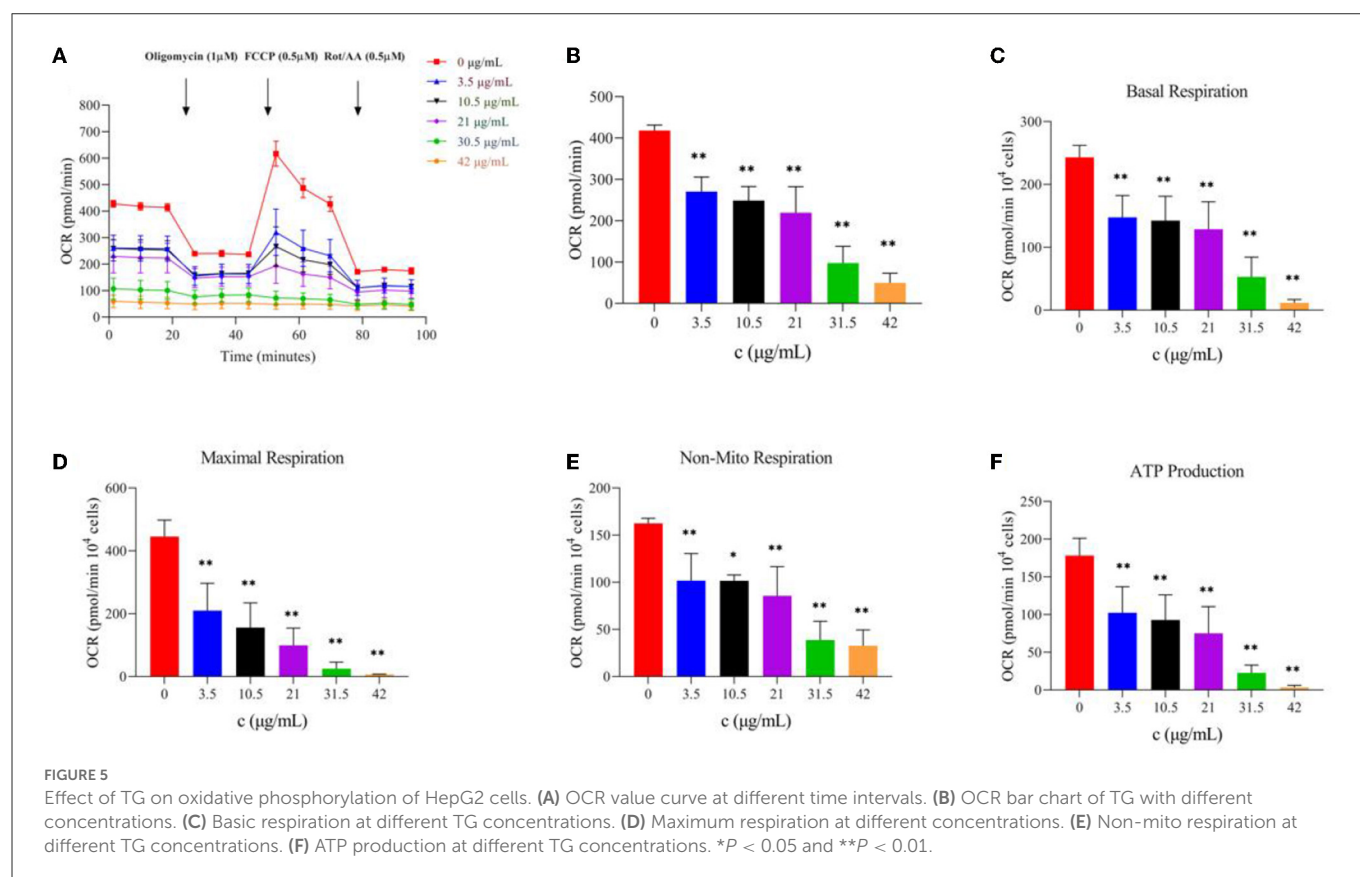 A
Oligomycin (1μM) FCCP (0.5μM) Rot/AA (0.5μM)
0 μg/mL
3.5 μg/mL
10.5 μg/mL
21 μg/mL
30.5 μg/mL
42 μg/mL
800
700
600
500
400
300
200
100
0
OCR (pmol/min)
0 20 40 60 80 100
Time (minutes)
B
500
400
300
200
100
0
OCR (pmol/min)
** ** ** ** **
0 3.5 10.5 21 31.5 42
c (μg/mL)
C
Basal Respiration
300
200
100
0
OCR (pmol/min 10⁴ cells)
** ** ** ** **
0 3.5 10.5 21 31.5 42
c (μg/mL)
D
Maximal Respiration
600
400
200
0
OCR (pmol/min 10⁴ cells)
** ** ** ** **
0 3.5 10.5 21 31.5 42
c (μg/mL)
E
Non-Mito Respiration
200
150
100
50
0
OCR (pmol/min 10⁴ cells)
** * ** ** **
0 3.5 10.5 21 31.5 42
c (μg/mL)
F
ATP Production
250
200
150
100
50
0
OCR (pmol/min 10⁴ cells)
** ** ** ** **
0 3.5 10.5 21 31.5 42
c (μg/mL)
FIGURE 5
Effect of TG on oxidative phosphorylation of HepG2 cells. (A) OCR value curve at different time intervals. (B) OCR bar chart of TG with different
concentrations. (C) Basic respiration at different TG concentrations. (D) Maximum respiration at different concentrations. (E) Non-mito respiration at
different TG concentrations. (F) ATP production at different TG concentrations. *P < 0.05 and **P < 0.01.